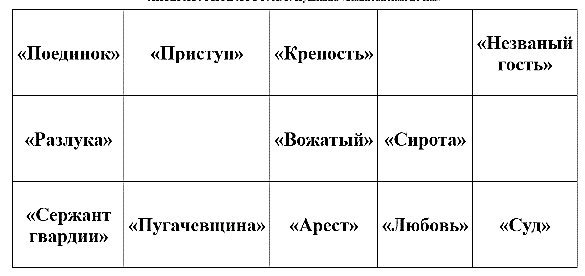 «Поединок» «Приступ» «Крепость» «Незваный
гость»
«Разлука» «Вожатый» «Сирота»
«Сержант
гвардии» «Пугачевщина» «Арест» «Любовь» «Суд»